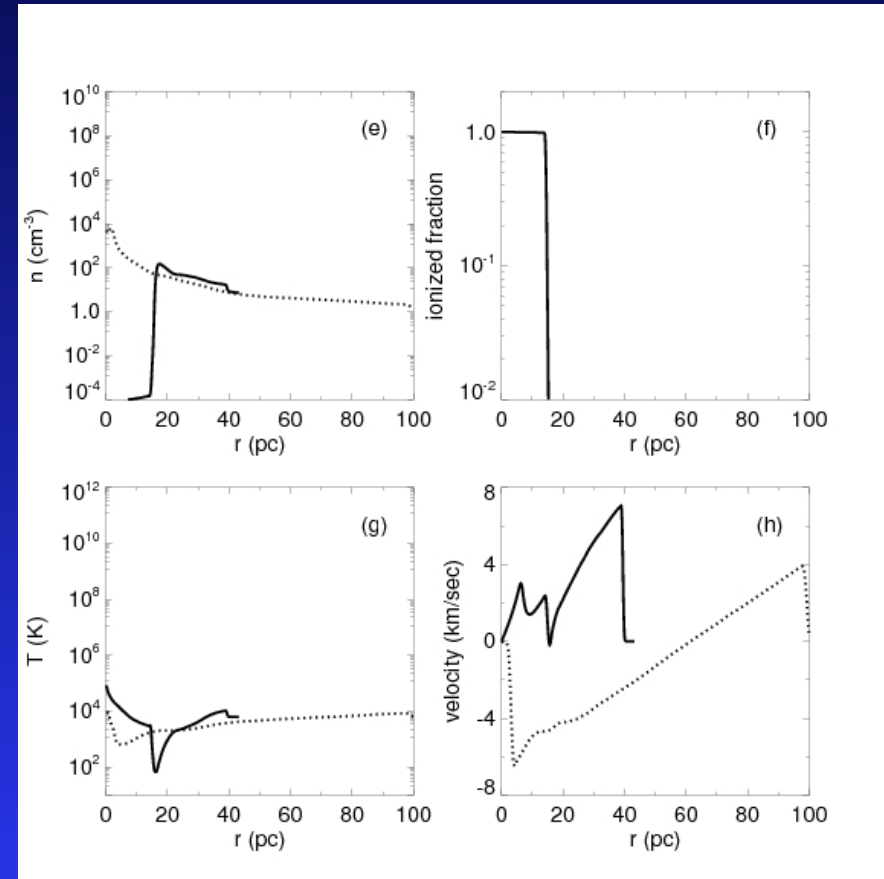 10^10
10^8
10^6
10^4
10^2
1.0
10^-2
10^-4
n (cm^-3)
(e)
0 20 40 60 80 100
r (pc)
1.0
10^-1
10^-2
ionized fraction
(f)
0 20 40 60 80 100
r (pc)
10^12
10^10
10^8
10^6
10^4
10^2
T (K)
(g)
0 20 40 60 80 100
r (pc)
8
4
0
-4
-8
velocity (km/sec)
(h)
0 20 40 60 80 100
r (pc)